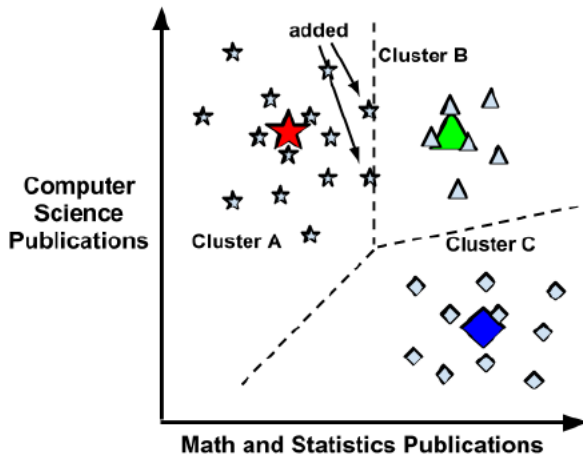 added
Cluster B
Computer
Science
Publications
Cluster A
Cluster C
Math and Statistics Publications